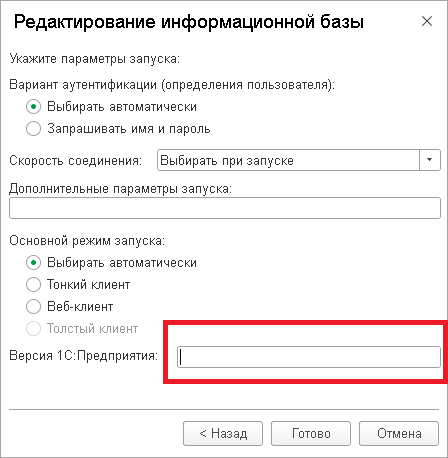 Редактирование информационной базы
Укажите параметры запуска:
Вариант аутентификации (определения пользователя):
Выбирать автоматически
Запрашивать имя и пароль
Скорость соединения: Выбирать при запуске
Дополнительные параметры запуска:
Основной режим запуска:
Выбирать автоматически
Тонкий клиент
Веб-клиент
Толстый клиент
Версия 1С:Предприятия:
< Назад Готово Отмена